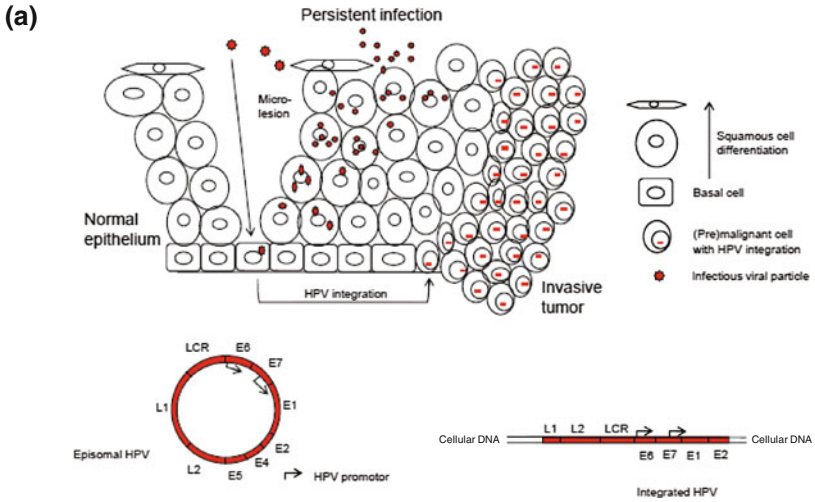 (a)
Persistent infection
Micro-
lesion
Normal
epithelium
HPV integration
Invasive
tumor
Squamous cell
differentiation
Basal cell
(Pre)malignant cell
with HPV integration
Infectious viral particle
LCR
E6
E7
L1
E1
E2
L2
E4
E5
Episomal HPV
HPV promotor
L1 L2 LCR
Cellular DNA
Cellular DNA
E6 E7 E1 E2
Integrated HPV